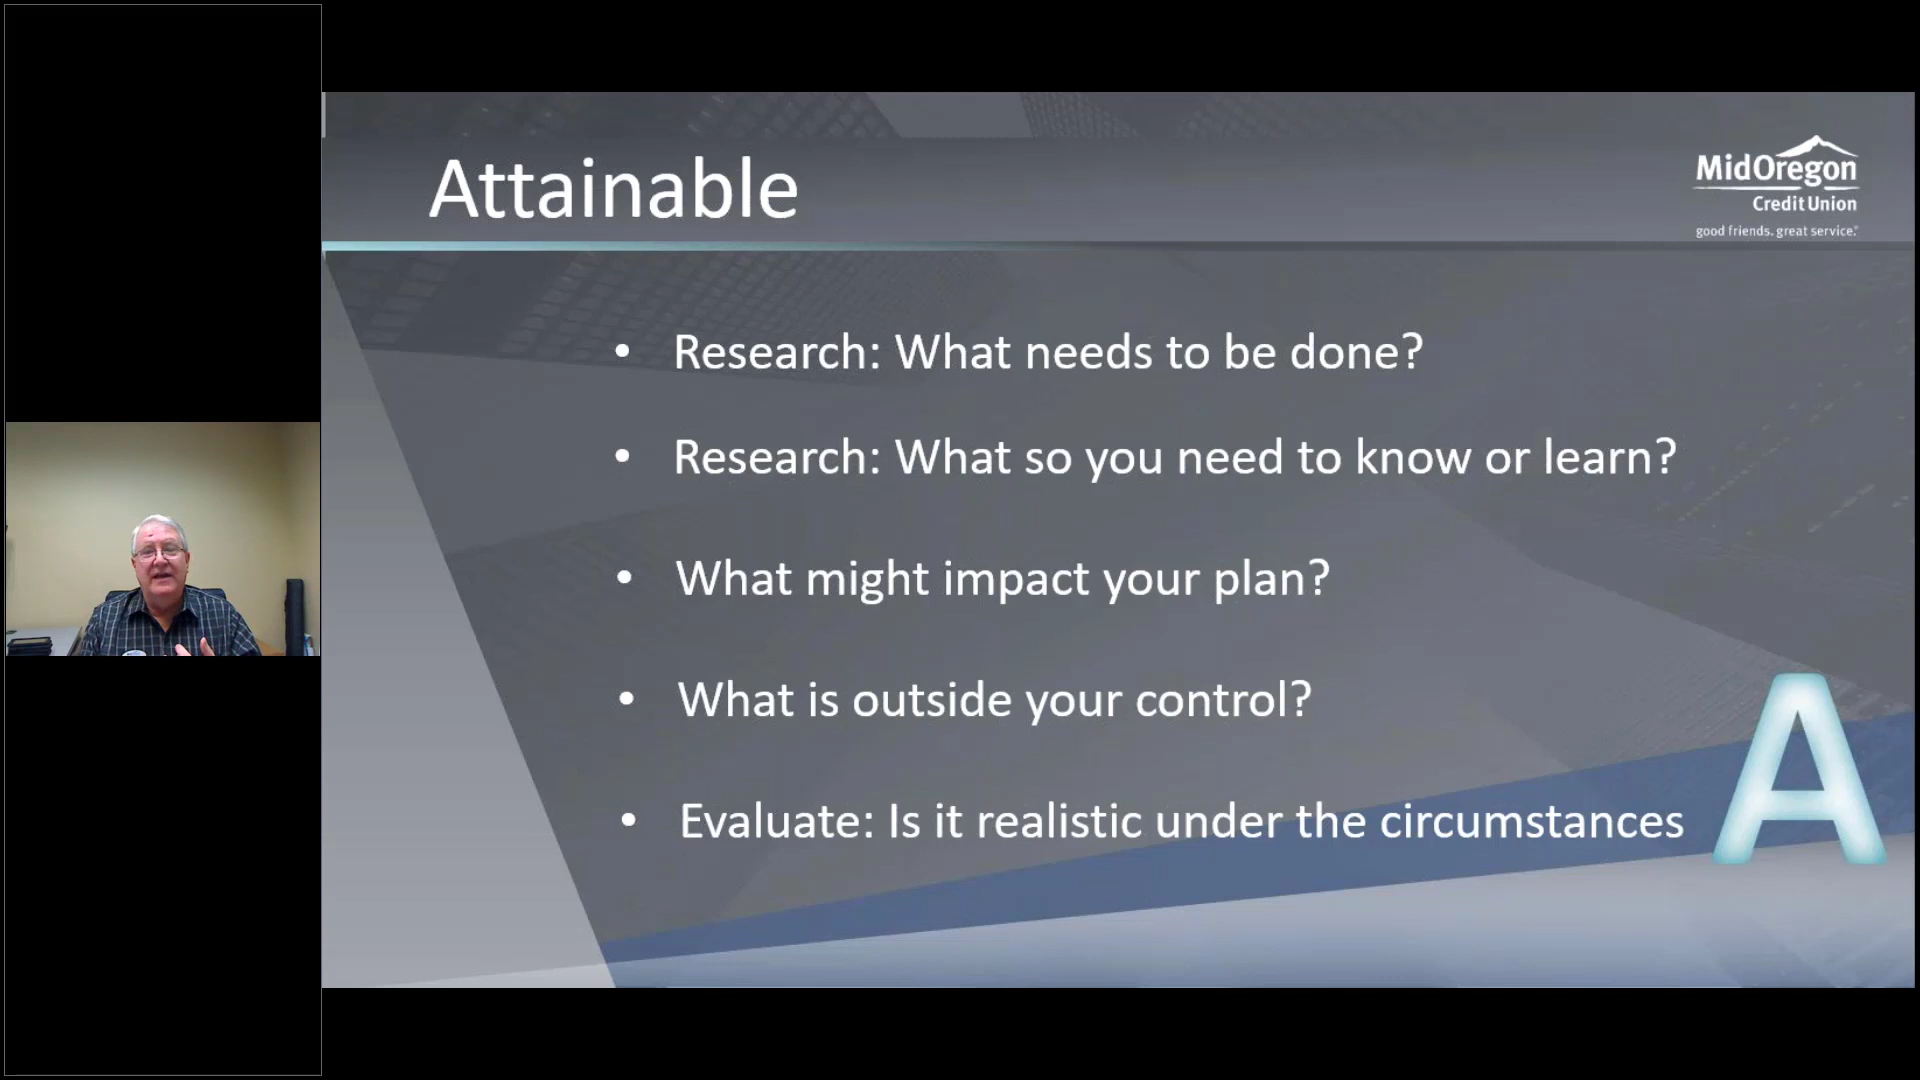 Attainable
MidOregon
Credit Union
good friends. great service.
• Research: What needs to be done?
• Research: What so you need to know or learn?
• What might impact your plan?
• What is outside your control?
• Evaluate: Is it realistic under the circumstances
A